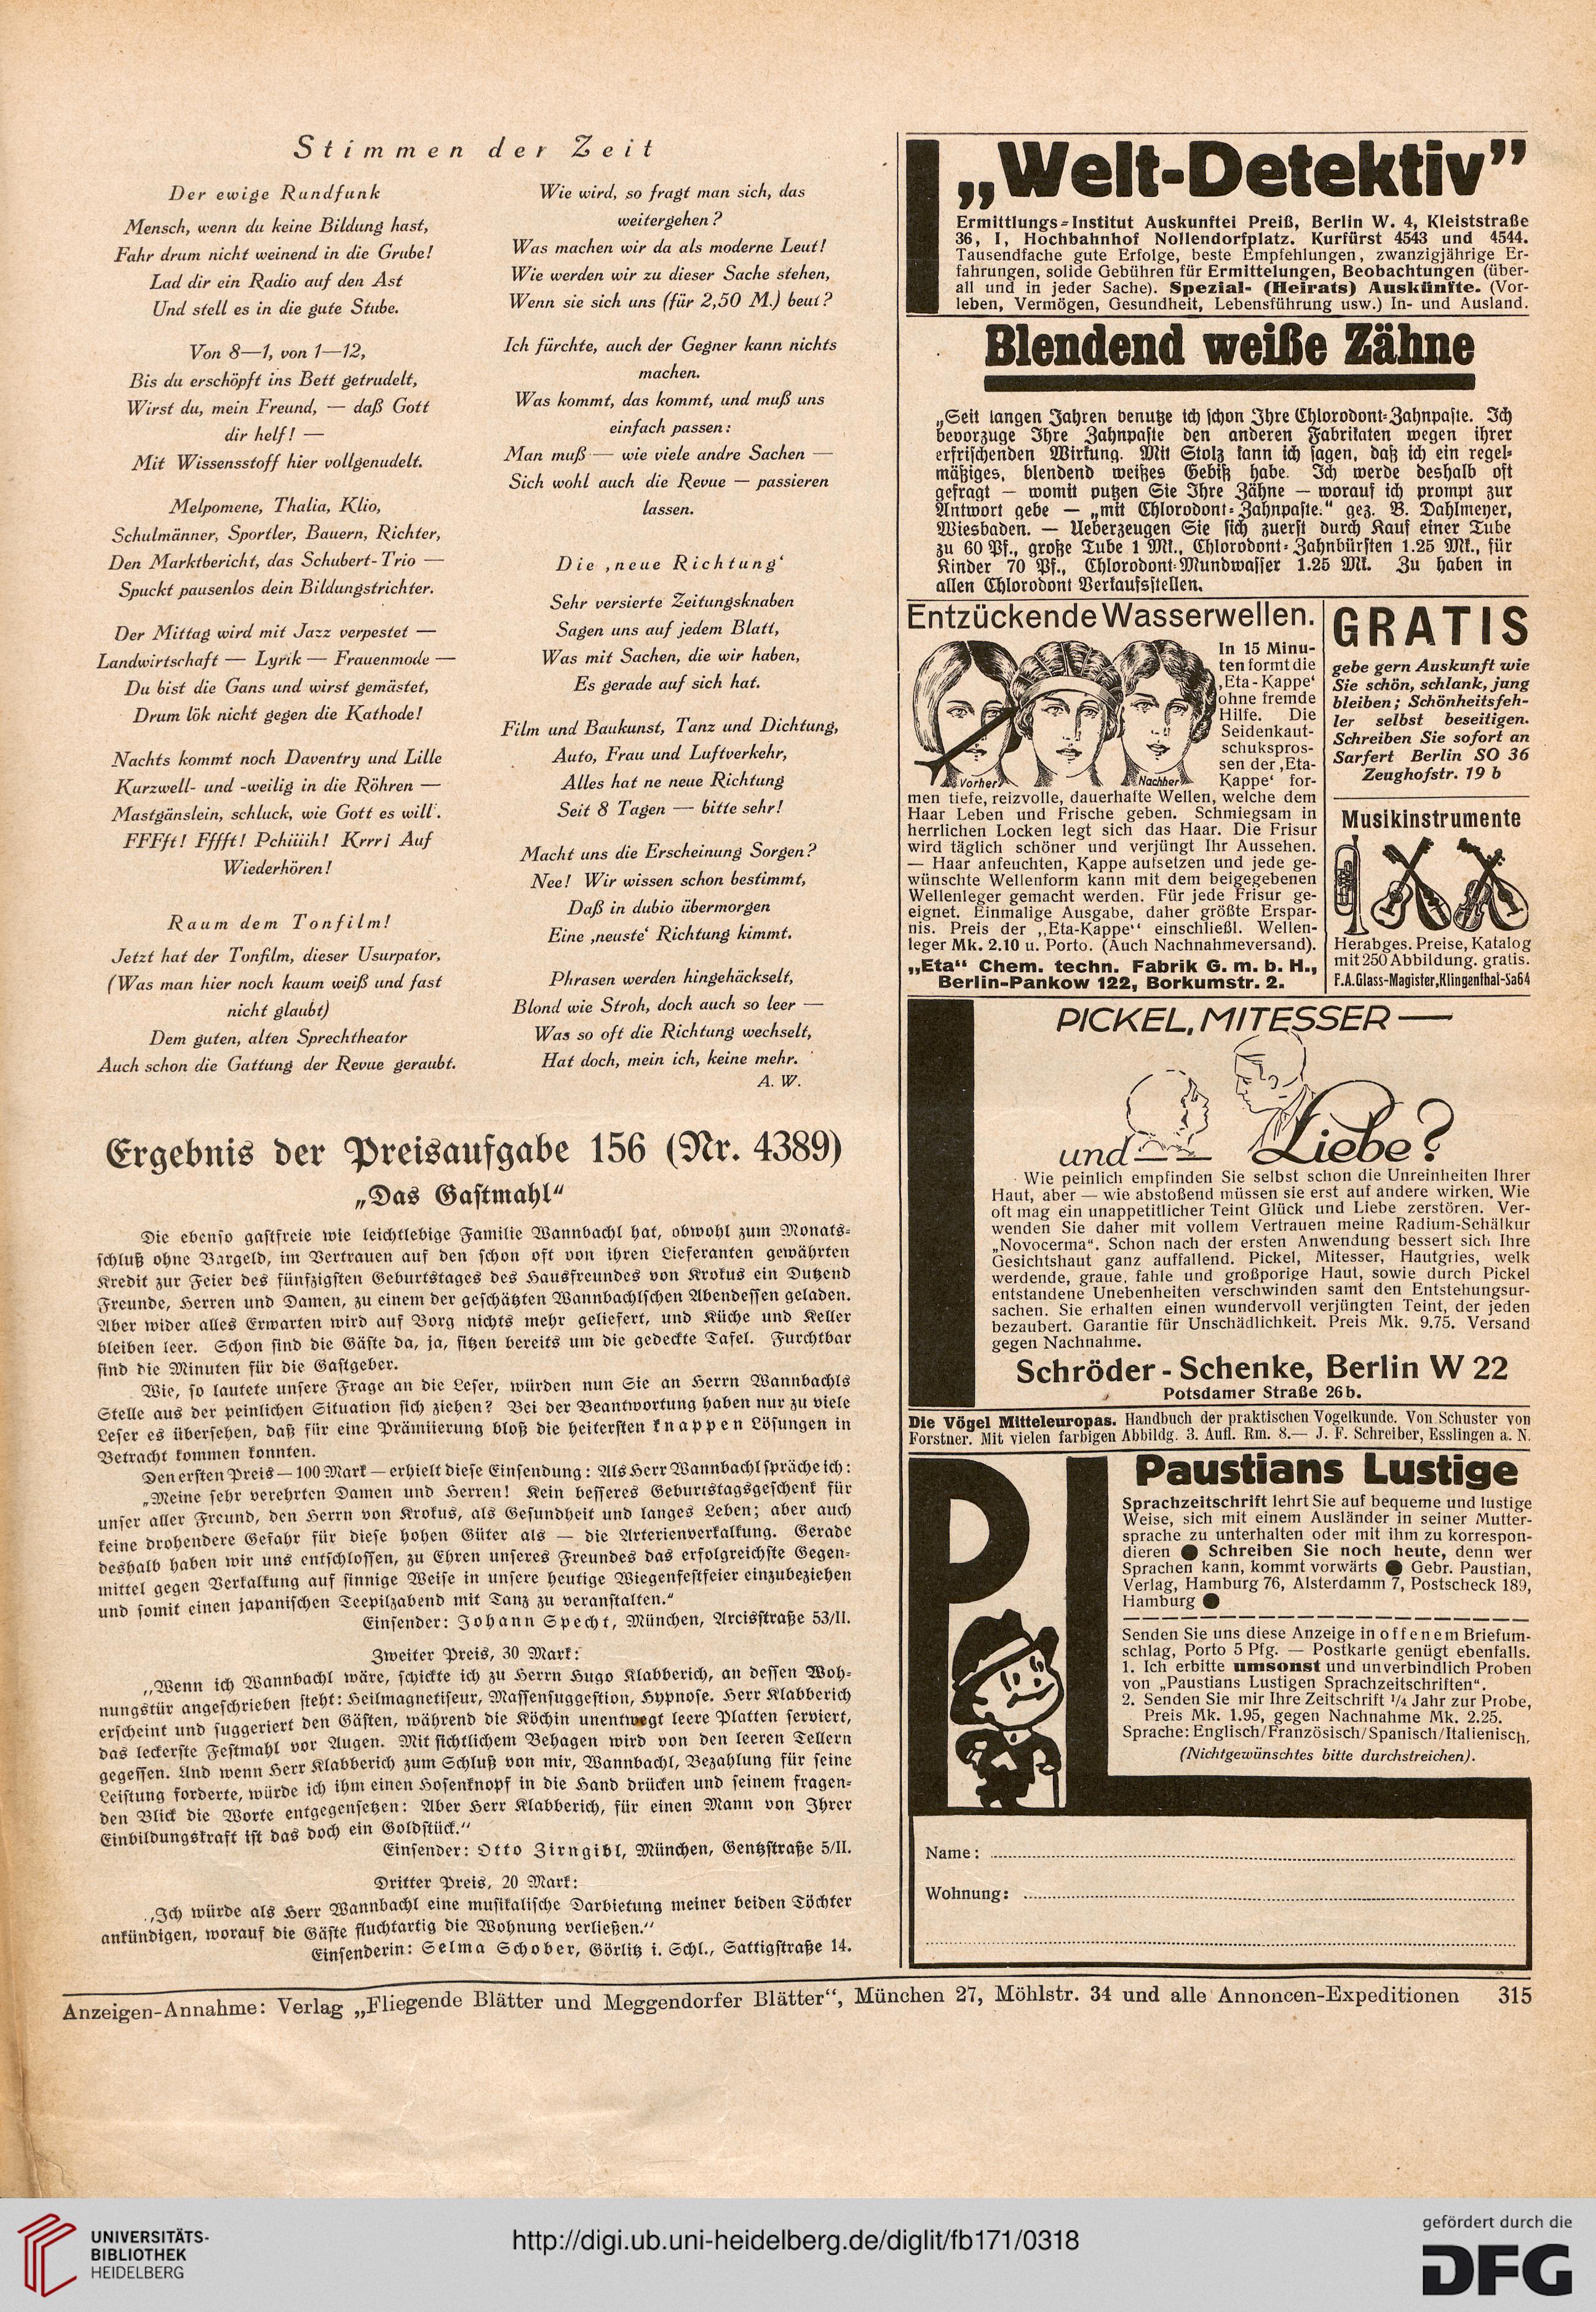 Stimmen der Zeit
Der ewige Rundfunk
Mensch, wenn du keine Bildung hast,
Fahr drum nicht weinend in die Grube!
Lad dir ein Radio auf den Ast
Und stell es in die gute Stube.
Von 8—1, von 1—12,
Bis du erschöpft ins Bett getrudelt,
Wirst du, mein Freund, — daß Gott
dir helf! —
Mit Wissensstoff hier vollgenudelt.
Melpomene, Thalia, Klio,
Schulmänner, Sportler, Bauern, Richter,
Den Marktbericht, das Schubert-Trio —
Spuckt pausenlos dein Bildungstrichter.
Der Mittag wird mit Jazz verpestet —
Landwirtschaft — Lyrik — Frauenmode —
Du bist die Gans und wirst gemästet,
Drum lök nicht gegen die Kathode!
Nachts kommt noch Daventry und Lille
Kurzwell- und -weilig in die Röhren —
Mastgänslein, schluck, wie Gott es will.
FFFft! Fffft! Pchiiiih! Krrr! Auf
Wiederhören!
Raum dem Tonfilm!
Jetzt hat der Tonfilm, dieser Usurpator,
(Was man hier noch kaum weiß und fast
nicht glaubt)
Dem guten, alten Sprechtheator
Auch schon die Gattung der Revue geraubt.
Wie wird, so fragt man sich, das
weitergehen?
Was machen wir da als moderne Leut!
Wie werden wir zu dieser Sache stehen,
Wenn sie sich uns (für 2,50 M.) beut?
Ich fürchte, auch der Gegner kann nichts
machen.
Was kommt, das kommt, und muß uns
einfach passen:
Man muß — wie viele andre Sachen —
Sich wohl auch die Revue — passieren
lassen.
Die ‚neue Richtung‘
Sehr versierte Zeitungsknaben
Sagen uns auf jedem Blatt,
Was mit Sachen, die wir haben,
Es gerade auf sich hat.
Film und Baukunst, Tanz und Dichtung,
Auto, Frau und Luftverkehr,
Alles hat ne neue Richtung
Seit 8 Tagen — bitte sehr!
Macht uns die Erscheinung Sorgen?
Nee! Wir wissen schon bestimmt,
Daß in dubio übermorgen
Eine ‚neuste‘ Richtung kimmt.
Phrasen werden hingehäckselt,
Blond wie Stroh, doch auch so leer —
Was so oft die Richtung wechselt,
Hat doch, mein ich, keine mehr.
A. W.
Ergebnis der Preisaufgabe 156 (Nr. 4389)
„Das Gastmahl“
Die ebenso gastfreie wie leichtlebige Familie Wannbachl hat, obwohl zum Monats-
schluß ohne Bargeld, im Vertrauen auf den schon oft von ihren Lieferanten gewährten
Kredit zur Feier des fünfzigsten Geburtstages des Hausfreundes von Krokus ein Dutzend
Freunde, Herren und Damen, zu einem der geschätzten Wannbachlschen Abendessen geladen.
Aber wider alles Erwarten wird auf Borg nichts mehr geliefert, und Küche und Keller
bleiben leer. Schon sind die Gäste da, ja, sitzen bereits um die gedeckte Tafel. Furchtbar
sind die Minuten für die Gastgeber.
Wie, so lautete unsere Frage an die Leser, würden nun Sie an Herrn Wannbachls
Stelle aus der peinlichen Situation sich ziehen? Bei der Beantwortung haben nur zu viele
Leser es übersehen, daß für eine Prämiierung bloß die heitersten knappen Lösungen in
Betracht kommen konnten.
Den ersten Preis — 100 Mark — erhielt diese Einsendung: Als Herr Wannbachl spräche ich:
„Meine sehr verehrten Damen und Herren! Kein besseres Geburtstagsgeschenk für
unser aller Freund, den Herrn von Krokus, als Gesundheit und langes Leben; aber auch
keine drohendere Gefahr für diese hohen Güter als — die Arterienverkalkung. Gerade
deshalb haben wir uns entschlossen, zu Ehren unseres Freundes das erfolgreichste Gegen-
mittel gegen Verkalkung auf sinnige Weise in unsere heutige Wiegenfestfeier einzubeziehen
und somit einen japanischen Teepilzabend mit Tanz zu veranstalten.“
Einsender: Johann Specht, München, Arcisstraße 53/II.
Zweiter Preis, 30 Mark:
„Wenn ich Wannbachl wäre, schickte ich zu Herrn Hugo Klabberich, an dessen Woh-
nungstür angeschrieben steht: Heilmagnetiseur, Massensuggestion, Hypnose. Herr Klabberich
erscheint und suggeriert den Gästen, während die Köchin unentwegt leere Platten serviert,
das leckerste Festmahl vor Augen. Mit sichtlichem Behagen wird von den leeren Tellern
gegessen. Und wenn Herr Klabberich zum Schluß von mir, Wannbachl, Bezahlung für seine
Leistung forderte, würde ich ihm einen Hosenknopf in die Hand drücken und seinem fragen-
den Blick die Worte entgegensetzen: Aber Herr Klabberich, für einen Mann von Ihrer
Einbildungskraft ist das doch ein Goldstück.“
Einsender: Otto Zirngibl, München, Gentzstraße 5/II.
Dritter Preis, 20 Mark:
„Ich würde als Herr Wannbachl eine musikalische Darbietung meiner beiden Töchter
ankündigen, worauf die Gäste fluchtartig die Wohnung verließen.“
Einsenderin: Selma Schober, Görlitz i. Schl., Sattigstraße 14.
„Welt-Detektiv”
Ermittlungs-Institut Auskunftei Preiß, Berlin W. 4, Kleiststraße
36, I, Hochbahnhof Nollendorfplatz. Kurfürst 4543 und 4544.
Tausendfache gute Erfolge, beste Empfehlungen, zwanzigjährige Er-
fahrungen, solide Gebühren für Ermittelungen, Beobachtungen (über-
all und in jeder Sache). Spezial- (Heirats) Auskünfte. (Vor-
leben, Vermögen, Gesundheit, Lebensführung usw.) In- und Ausland.
Blendend weiße Zähne
„Seit langen Jahren benutze ich schon Ihre Chlorodont-Zahnpaste. Ich
bevorzuge Ihre Zahnpaste den anderen Fabrikaten wegen ihrer
erfrischenden Wirkung. Mit Stolz kann ich sagen, daß ich ein regel-
mäßiges, blendend weißes Gebiß habe. Ich werde deshalb oft
gefragt — womit putzen Sie Ihre Zähne — worauf ich prompt zur
Antwort gebe — „mit Chlorodont-Zahnpaste.“ gez. B. Dahlmeyer,
Wiesbaden. — Ueberzeugen Sie sich zuerst durch Kauf einer Tube
zu 60 Pf., große Tube 1 Mk., Chlorodont-Zahnbürsten 1.25 Mk., für
Kinder 70 Pf., Chlorodont-Mundwasser 1.25 Mk. Zu haben in
allen Chlorodont Verkaufsstellen.
Entzückende Wasserwellen.
In 15 Minu-
ten formt die
‚Eta-Kappe‘
ohne fremde
Hilfe. Die
Seidenkaut-
schukspros-
sen der ‚Eta-
Kappe‘ for-
Vorher
Nachher
men tiefe, reizvolle, dauerhafte Wellen, welche dem
Haar Leben und Frische geben. Schmiegsam in
herrlichen Locken legt sich das Haar. Die Frisur
wird täglich schöner und verjüngt Ihr Aussehen.
— Haar anfeuchten, Kappe aufsetzen und jede ge-
wünschte Wellenform kann mit dem beigegebenen
Wellenleger gemacht werden. Für jede Frisur ge-
eignet. Einmalige Ausgabe, daher größte Erspar-
nis. Preis der „Eta-Kappe“ einschließl. Wellen-
leger Mk. 2.10 u. Porto. (Auch Nachnahmeversand).
„Eta“ Chem. techn. Fabrik G. m. b. H.,
Berlin-Pankow 122, Borkumstr. 2.
GRATIS
gebe gern Auskunft wie
Sie schön, schlank, jung
bleiben; Schönheitsfeh-
ler selbst beseitigen.
Schreiben Sie sofort an
Sarfert Berlin SO 36
Zeughofstr. 19 b
Musikinstrumente
Herabges. Preise, Katalog
mit 250 Abbildung. gratis.
F.A.Glass-Magister, Klingenthal-Sa64
PICKEL, MITESSER —
und Liebe?
Wie peinlich empfinden Sie selbst schon die Unreinheiten Ihrer
Haut, aber — wie abstoßend müssen sie erst auf andere wirken. Wie
oft mag ein unappetitlicher Teint Glück und Liebe zerstören. Ver-
wenden Sie daher mit vollem Vertrauen meine Radium-Schälkur
„Novocerma“. Schon nach der ersten Anwendung bessert sich Ihre
Gesichtshaut ganz auffallend. Pickel, Mitesser, Hautgries, welk
werdende, graue, fahle und großporige Haut, sowie durch Pickel
entstandene Unebenheiten verschwinden samt den Entstehungsur-
sachen. Sie erhalten einen wundervoll verjüngten Teint, der jeden
bezaubert. Garantie für Unschädlichkeit. Preis Mk. 9.75. Versand
gegen Nachnahme.
Schröder-Schenke, Berlin W 22
Potsdamer Straße 26b.
Die Vögel Mitteleuropas. Handbuch der praktischen Vogelkunde. Von Schuster von
Forstner. Mit vielen farbigen Abbildg. 3. Aufl. Rm. 8.— J. F. Schreiber, Esslingen a. N.
PL
Paustians Lustige
Sprachzeitschrift lehrt Sie auf bequeme und lustige
Weise, sich mit einem Ausländer in seiner Mutter-
sprache zu unterhalten oder mit ihm zu korrespon-
dieren ● Schreiben Sie noch heute, denn wer
Sprachen kann, kommt vorwärts ● Gebr. Paustian,
Verlag, Hamburg 76, Alsterdamm 7, Postscheck 189,
Hamburg ●
Senden Sie uns diese Anzeige in offenem Briefum-
schlag, Porto 5 Pfg. — Postkarte genügt ebenfalls.
1. Ich erbitte umsonst und unverbindlich Proben
von „Paustians Lustigen Sprachzeitschriften“.
2. Senden Sie mir Ihre Zeitschrift ¼ Jahr zur Probe,
Preis Mk. 1.95, gegen Nachnahme Mk. 2.25.
Sprache: Englisch/Französisch/Spanisch/Italienisch,
(Nichtgewünschtes bitte durchstreichen).
Name:
Wohnung:
Anzeigen-Annahme: Verlag „Fliegende Blätter und Meggendorfer Blätter“, München 27, Möhlstr. 34 und alle Annoncen-Expeditionen 315
UNIVERSITÄTS-
BIBLIOTHEK
HEIDELBERG
http://digi.ub.uni-heidelberg.de/diglit/fb171/0318
gefördert durch die
DFG